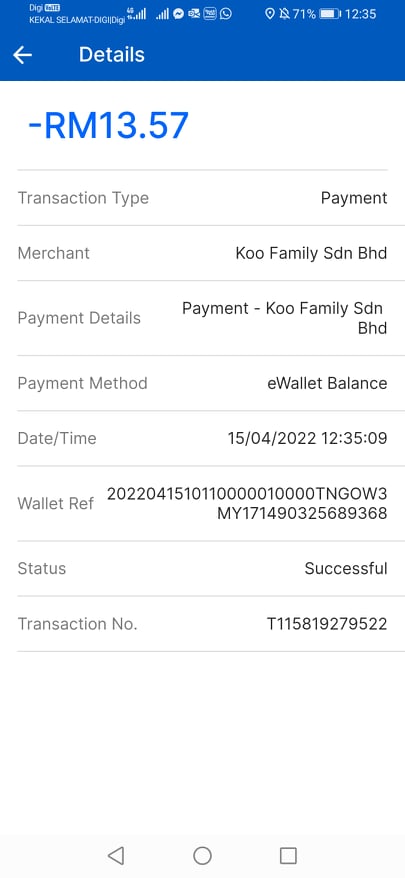 Digi VoLTE
KEKAL SELAMAT-DIGI|Digi
4G
71%
12:35
Details
-RM13.57
Transaction Type
Payment
Merchant
Koo Family Sdn Bhd
Payment Details
Payment - Koo Family Sdn
Bhd
Payment Method
eWallet Balance
Date/Time
15/04/2022 12:35:09
Wallet Ref
2022041510110000010000TNGOW3
MY171490325689368
Status
Successful
Transaction No.
T115819279522